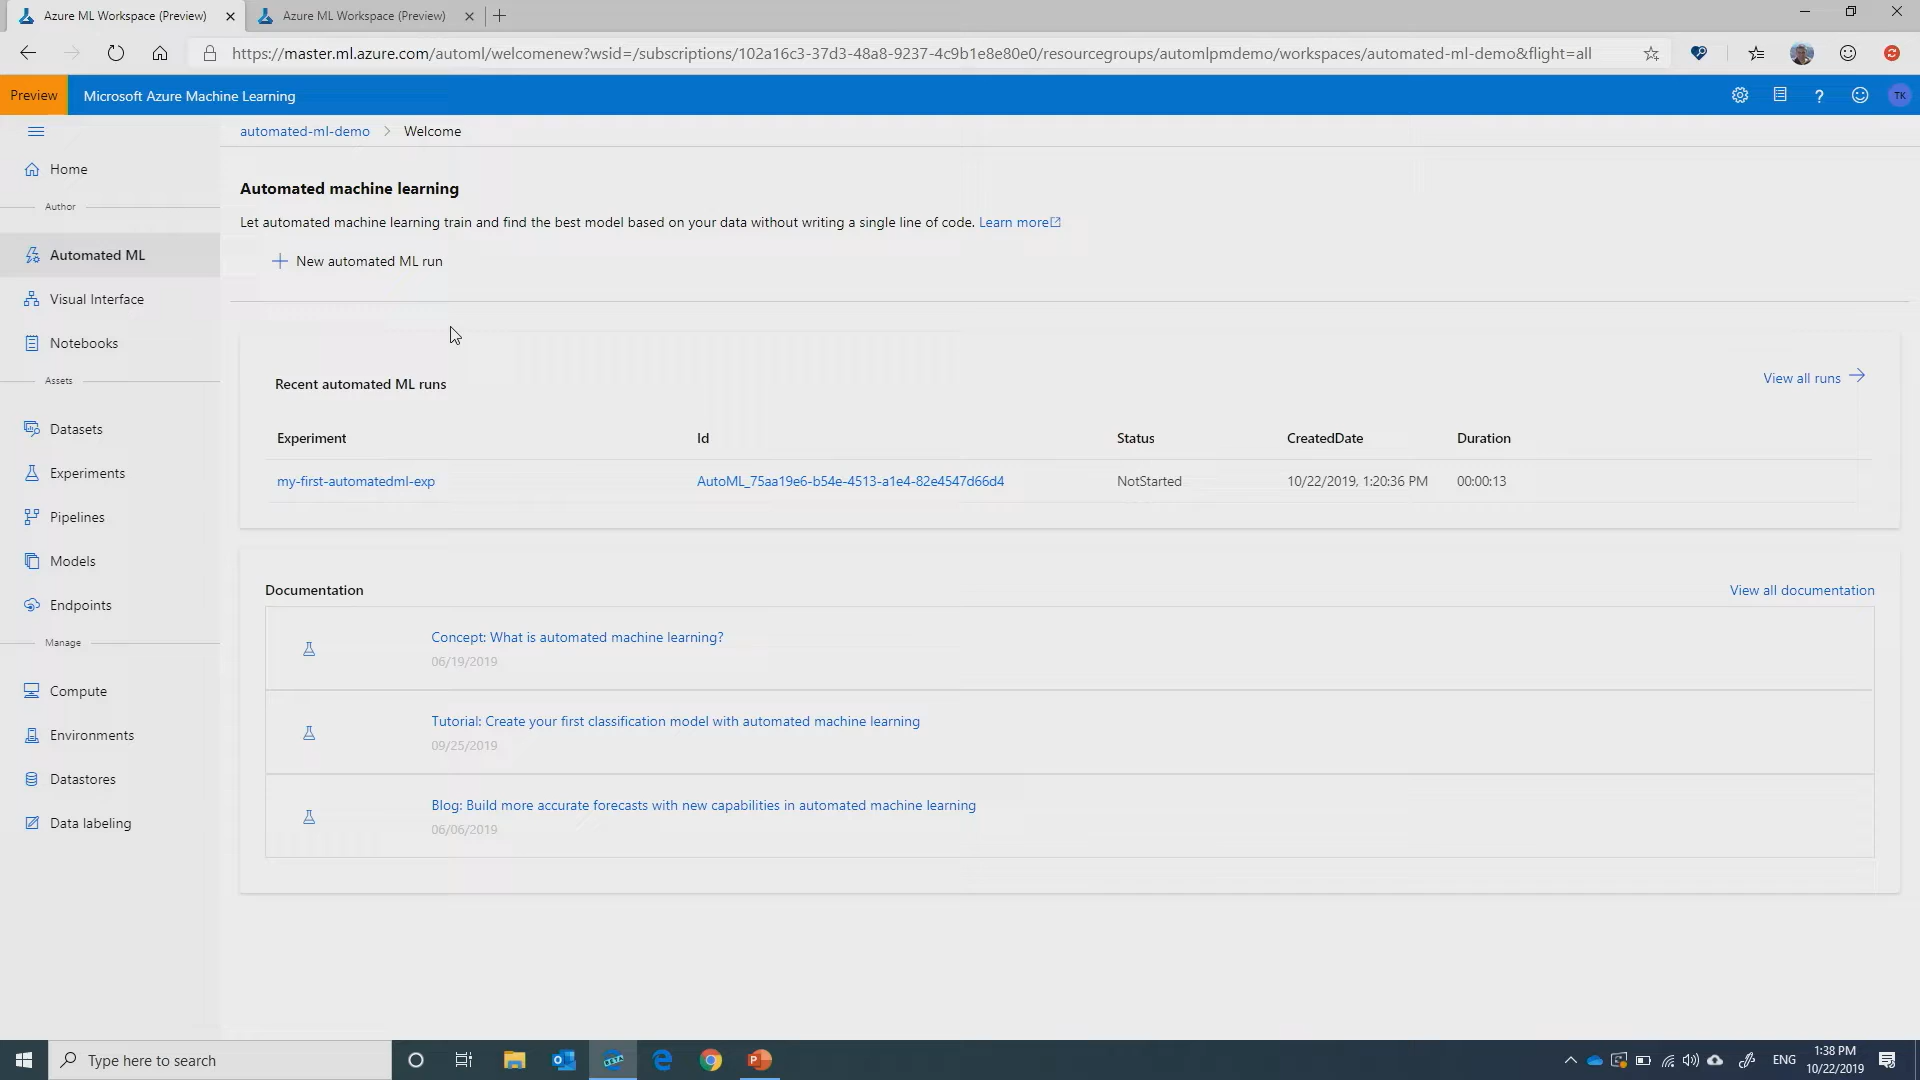 Azure ML Workspace (Preview)
Azure ML Workspace (Preview)
https://master.ml.azure.com/automl/welcomenew?wsid=/subscriptions/102a16c3-37d3-48a8-9237-4c9b1e8e80e0/resourcegroups/automlpmdemo/workspaces/automated-ml-demo&flight=all
Preview
Microsoft Azure Machine Learning
?
TK
automated-ml-demo > Welcome
Home
Author
Automated ML
Visual Interface
Notebooks
Assets
Datasets
Experiments
Pipelines
Models
Endpoints
Manage
Compute
Environments
Datastores
Data labeling
Automated machine learning
Let automated machine learning train and find the best model based on your data without writing a single line of code. Learn more
New automated ML run
Recent automated ML runs
View all runs
Experiment Id Status CreatedDate Duration
my-first-automatedml-exp AutoML_75aa19e6-b54e-4513-a1e4-82e4547d66d4 NotStarted 10/22/2019, 1:20:36 PM 00:00:13
Documentation
View all documentation
Concept: What is automated machine learning?
06/19/2019
Tutorial: Create your first classification model with automated machine learning
09/25/2019
Blog: Build more accurate forecasts with new capabilities in automated machine learning
06/06/2019
Type here to search
BETA
ENG
1:38 PM
10/22/2019